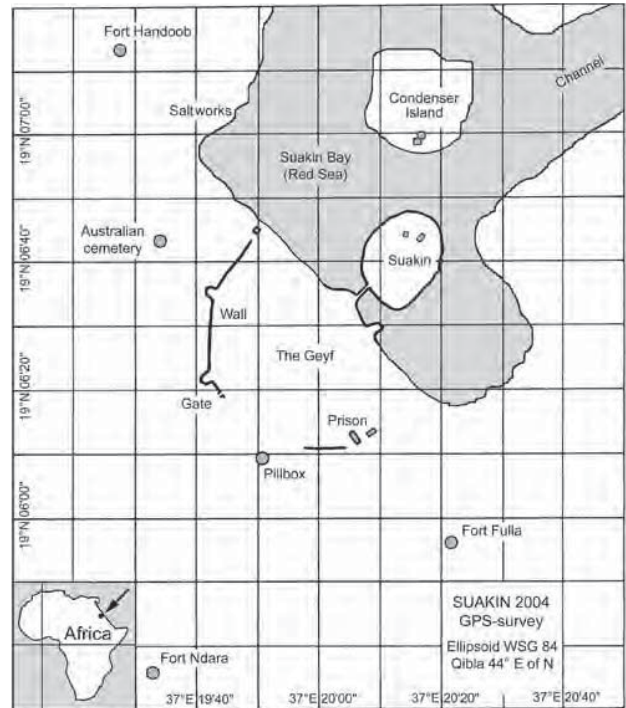 Fort Handoob
Channel
Condenser
Island
Saltworks
19°N 07'00"
Suakin Bay
(Red Sea)
Australian
cemetery
19°N 06'40"
Suakin
Wall
The Geyf
19°N 06'20"
Gate
Prison
Pillbox
19°N 06'00"
Fort Fulla
Africa
SUAKIN 2004
GPS-survey
Ellipsoid WSG 84
Qibla 44° E of N
Fort Ndara
37°E 19'40"
37°E 20'00"
37°E 20'20"
37°E 20'40"